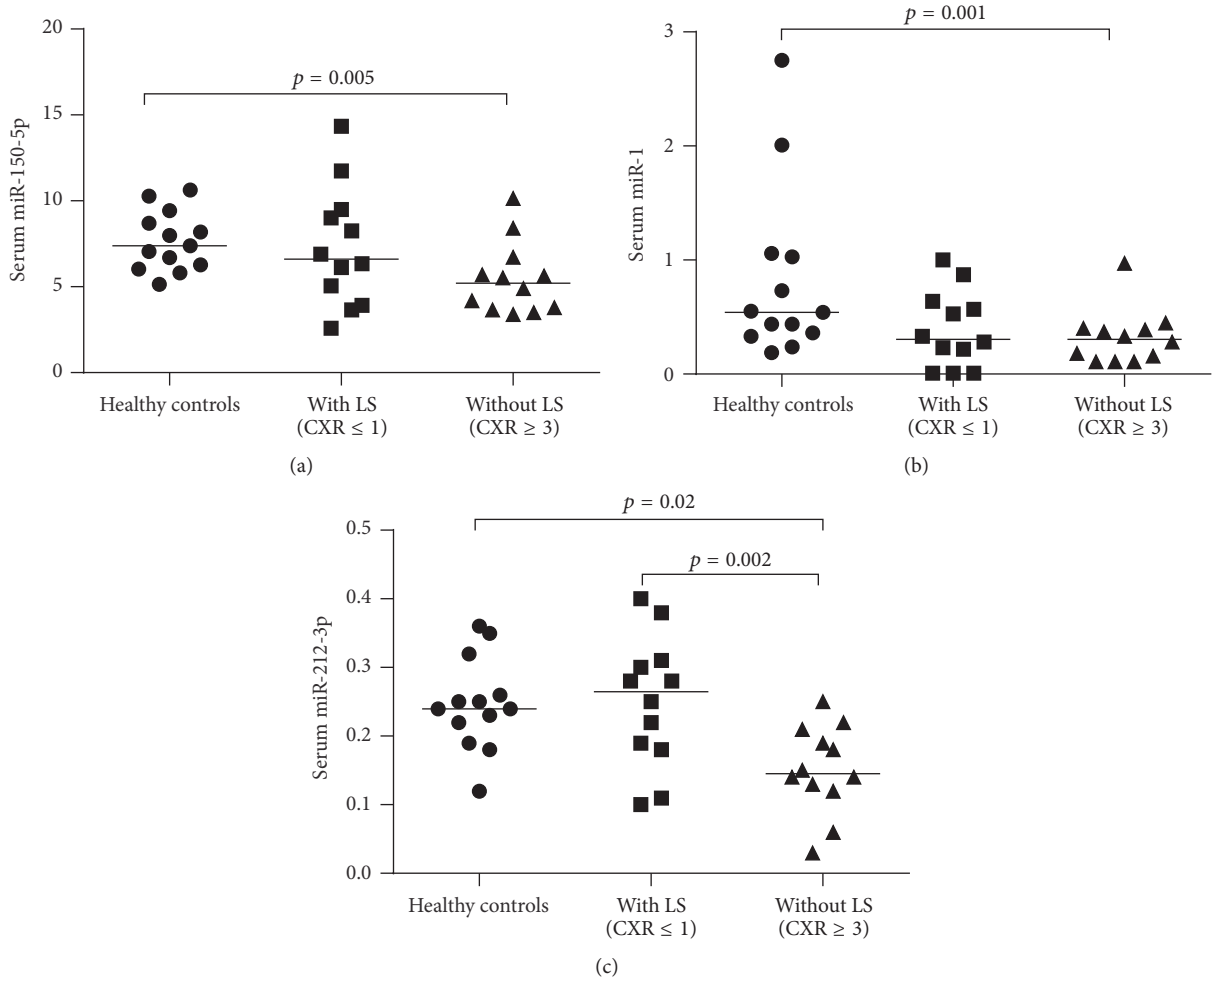 20
15
10
5
0
Serum miR-150-5p
p = 0.005
Healthy controls
With LS
(CXR ≤ 1)
Without LS
(CXR ≥ 3)
(a)
3
2
1
0
Serum miR-1
p = 0.001
Healthy controls
With LS
(CXR ≤ 1)
Without LS
(CXR ≥ 3)
(b)
0.5
0.4
0.3
0.2
0.1
0.0
Serum miR-212-3p
p = 0.02
p = 0.002
Healthy controls
With LS
(CXR ≤ 1)
Without LS
(CXR ≥ 3)
(c)